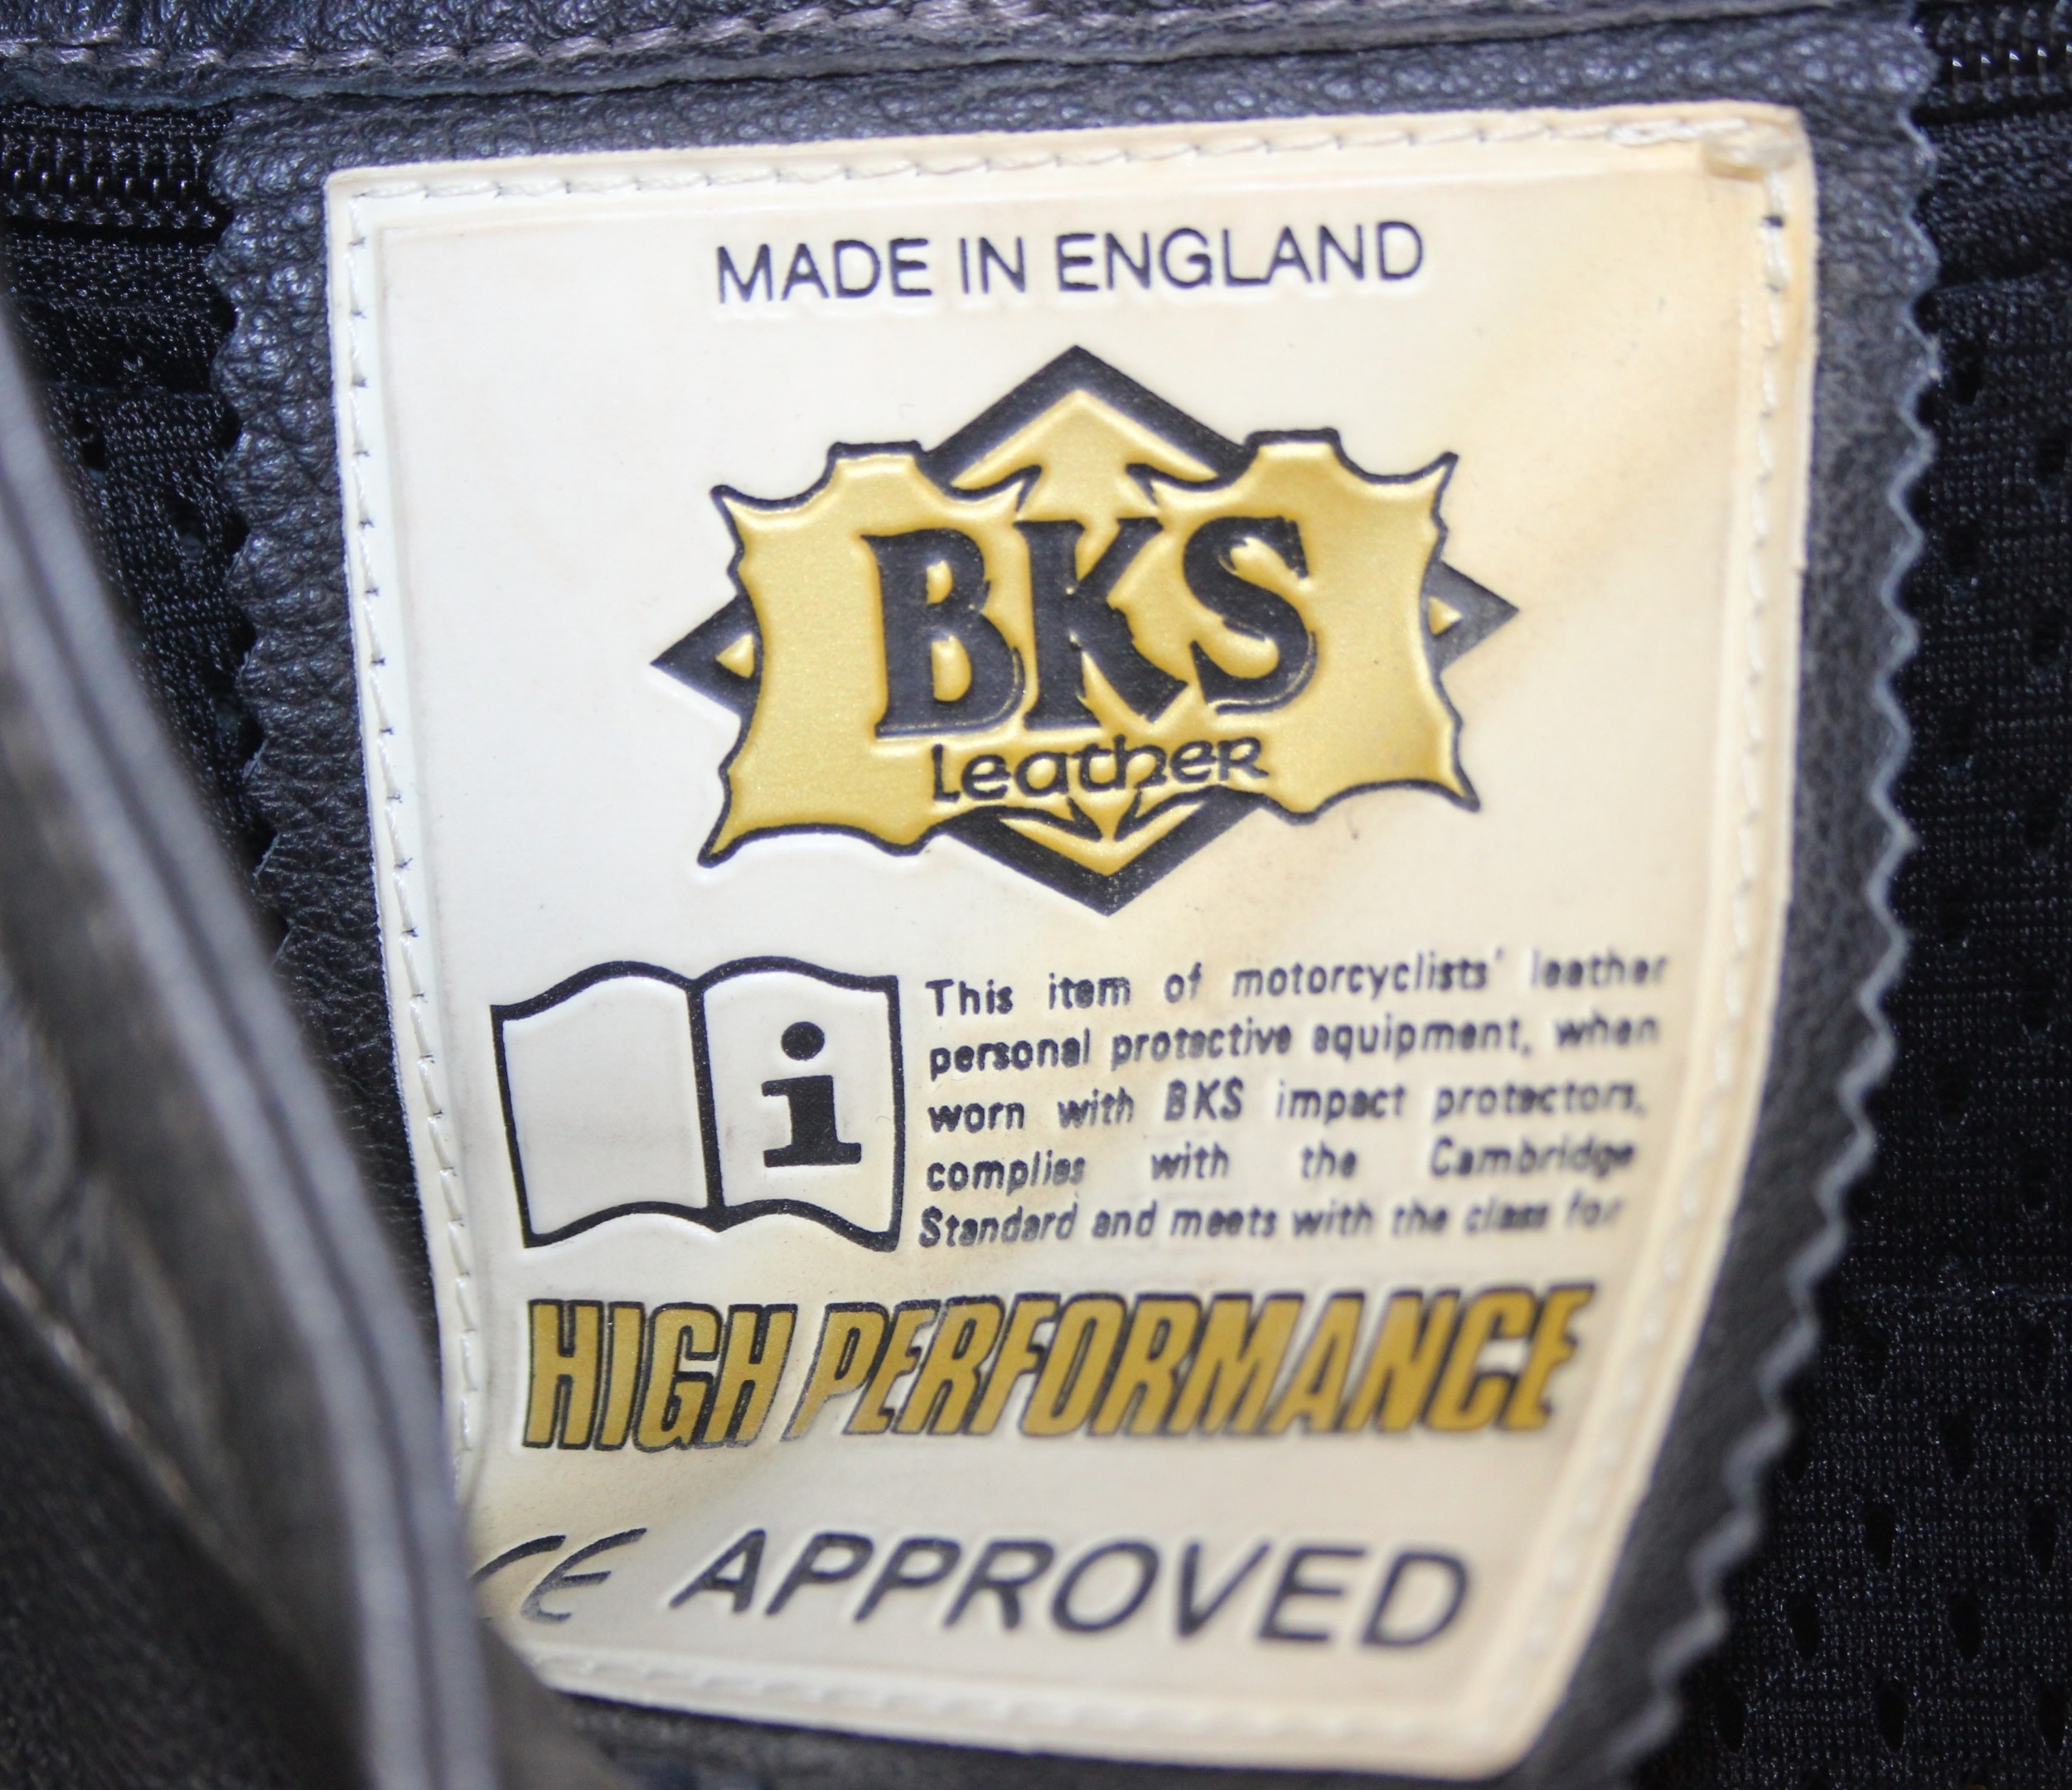 MADE IN ENGLAND
BKS
Leather
i
This item of motorcyclists' leather
personal protective equipment, when
worn with BKS impact protectors,
complies with the Cambridge
Standard and meets with the class for
HIGH PERFORMANCE
CE APPROVED